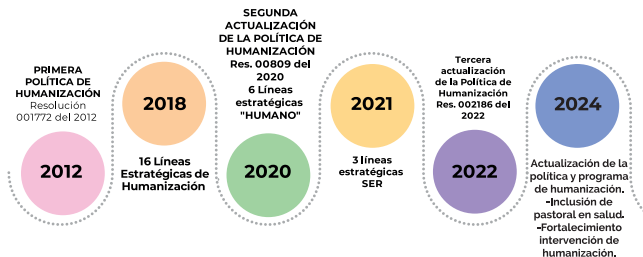 PRIMERA
POLÍTICA DE
HUMANIZACIÓN
Resolución
001772 del 2012
2012
2018
16 Líneas
Estratégicas de
Humanización
SEGUNDA
ACTUALIZACIÓN
DE LA POLÍTICA DE
HUMANIZACIÓN
Res. 00809 del
2020
6 Líneas
estratégicas
"HUMANO"
2020
2021
3 líneas
estratégicas
SER
Tercera
actualización
de la Política de
Humanización
Res. 002186 del
2022
2022
2024
Actualización de la
política y programa
de humanización.
-Inclusión de
pastoral en salud.
-Fortalecimiento
intervención de
humanización.